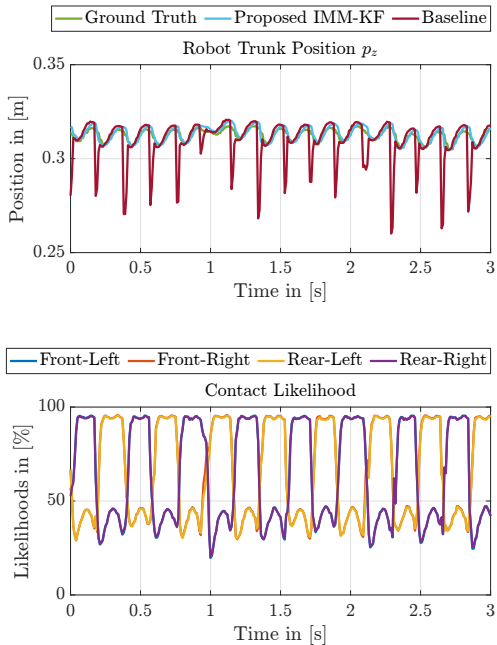 Ground Truth Proposed IMM-KF Baseline
Robot Trunk Position p_z
0.35
0.3
0.25
Position in [m]
0 0.5 1 1.5 2 2.5 3
Time in [s]
Front-Left Front-Right Rear-Left Rear-Right
Contact Likelihood
100
50
0
Likelihoods in [%]
0 0.5 1 1.5 2 2.5 3
Time in [s]